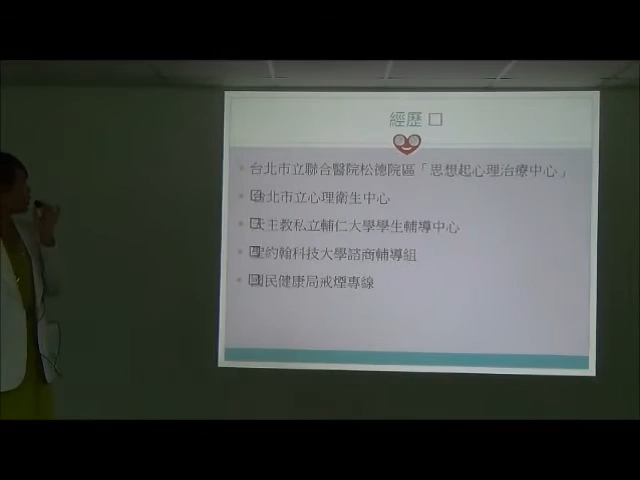 經歷
台北市立聯合醫院松德院區「思想起心理治療中心」
台北市立心理衛生中心
天主教私立輔仁大學學生輔導中心
聖約翰科技大學諮商輔導組
國民健康局戒煙專線